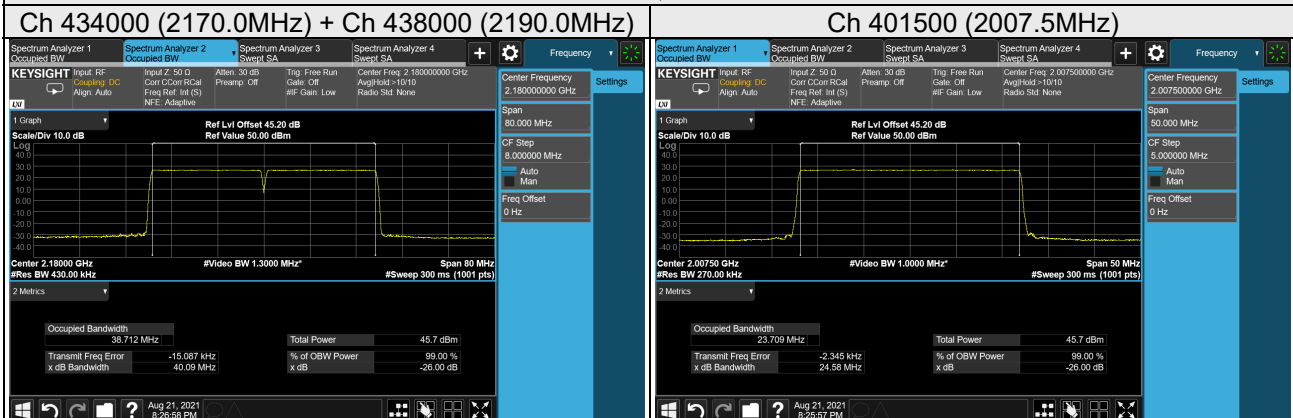 Ch 434000 (2170.0MHz) + Ch 438000 (2190.0MHz)
Spectrum Analyzer 1
Occupied BW
Spectrum Analyzer 2
Occupied BW
Spectrum Analyzer 3
Swept SA
Spectrum Analyzer 4
Swept SA
+
Frequency
KEYSIGHT
Input: RF
Coupling: DC
Align: Auto
Input Z: 50 Ω
Corr CCorr RCal
Freq Ref: Int (S)
NFE: Adaptive
Atten: 30 dB
Preamp: Off
Trig: Free Run
Gate: Off
#IF Gain: Low
Center Freq: 2.180000000 GHz
Avg|Hold:>10/10
Radio Std: None
LXI
Center Frequency
2.180000000 GHz
Settings
Span
80.000 MHz
CF Step
8.000000 MHz
Auto
Man
Freq Offset
0 Hz
1 Graph
Scale/Div 10.0 dB
Ref Lvl Offset 45.20 dB
Ref Value 50.00 dBm
Log
40.0
30.0
20.0
10.0
0.00
-10.0
-20.0
-30.0
-40.0
Center 2.18000 GHz
#Video BW 1.3000 MHz*
Span 80 MHz
#Res BW 430.00 kHz
#Sweep 300 ms (1001 pts)
2 Metrics
Occupied Bandwidth
38.712 MHz
Total Power 45.7 dBm
Transmit Freq Error -15.087 kHz
% of OBW Power 99.00 %
x dB Bandwidth 40.09 MHz
x dB -26.00 dB
?
Aug 21, 2021
8:26:58 PM
Ch 401500 (2007.5MHz)
Spectrum Analyzer 1
Occupied BW
Spectrum Analyzer 2
Occupied BW
Spectrum Analyzer 3
Swept SA
Spectrum Analyzer 4
Swept SA
+
Frequency
KEYSIGHT
Input: RF
Coupling: DC
Align: Auto
Input Z: 50 Ω
Corr CCorr RCal
Freq Ref: Int (S)
NFE: Adaptive
Atten: 30 dB
Preamp: Off
Trig: Free Run
Gate: Off
#IF Gain: Low
Center Freq: 2.007500000 GHz
Avg|Hold:>10/10
Radio Std: None
LXI
Center Frequency
2.007500000 GHz
Settings
Span
50.000 MHz
CF Step
5.000000 MHz
Auto
Man
Freq Offset
0 Hz
1 Graph
Scale/Div 10.0 dB
Ref Lvl Offset 45.20 dB
Ref Value 50.00 dBm
Log
40.0
30.0
20.0
10.0
0.00
-10.0
-20.0
-30.0
-40.0
Center 2.00750 GHz
#Video BW 1.0000 MHz*
Span 50 MHz
#Res BW 270.00 kHz
#Sweep 300 ms (1001 pts)
2 Metrics
Occupied Bandwidth
23.709 MHz
Total Power 45.7 dBm
Transmit Freq Error -2.345 kHz
% of OBW Power 99.00 %
x dB Bandwidth 24.58 MHz
x dB -26.00 dB
?
Aug 21, 2021
8:25:57 PM